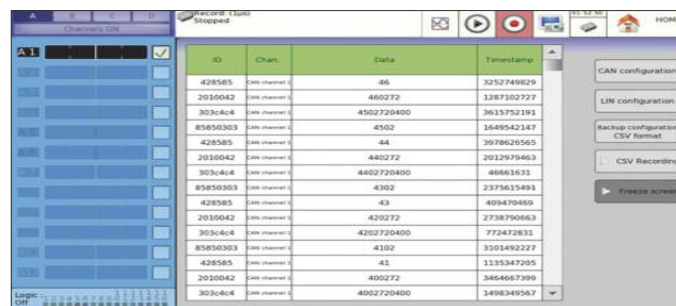 A B C D
Channels ON
Record: (1µs)
Stopped
HOM
A1
ID Chan. Data Timestamp
428585 CAN channel 1 46 3252749829
2010042 CAN channel 1 460272 1287102727
303c4c4 CAN channel 1 4502720400 3615752191
85850303 CAN channel 1 4502 1649542147
428585 CAN channel 1 44 3978626565
2010042 CAN channel 1 440272 2012979463
303c4c4 CAN channel 1 4402720400 46661631
85850303 CAN channel 1 4302 2375615491
428585 CAN channel 1 43 409470469
2010042 CAN channel 1 420272 2738790663
303c4c4 CAN channel 1 4202720400 772472831
85850303 CAN channel 1 4102 3101492227
428585 CAN channel 1 41 1135347205
2010042 CAN channel 1 400272 3464667399
303c4c4 CAN channel 1 4002720400 1498349567
CAN configuration
LIN configuration
Backup configuration
CSV format
CSV Recording
Freeze screen
Logic
Off